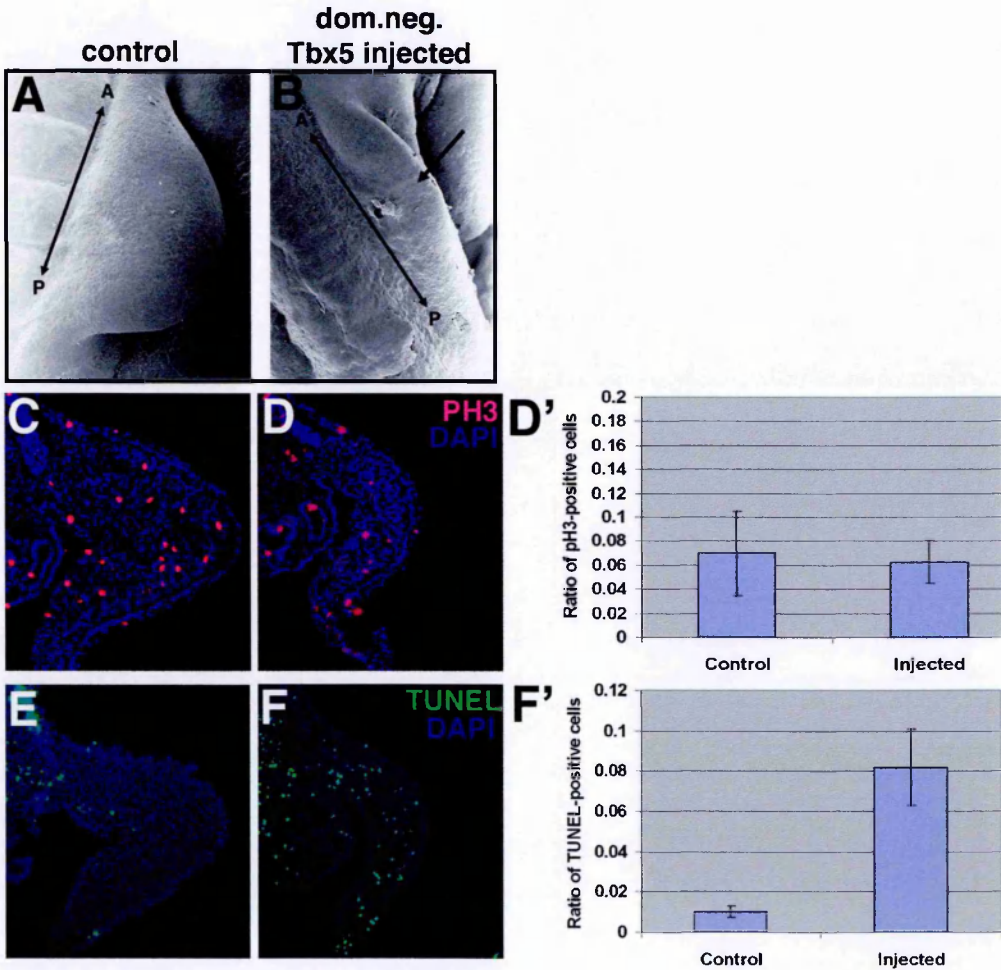 control
dom.neg.
Tbx5 injected
A
A
P
B
A
P
C
D
PH3
DAPI
D'
Ratio of pH3-positive cells
0.2
0.18
0.16
0.14
0.12
0.1
0.08
0.06
0.04
0.02
0
Control
Injected
E
F
TUNEL
DAPI
F'
Ratio of TUNEL-positive cells
0.12
0.1
0.08
0.06
0.04
0.02
0
Control
Injected